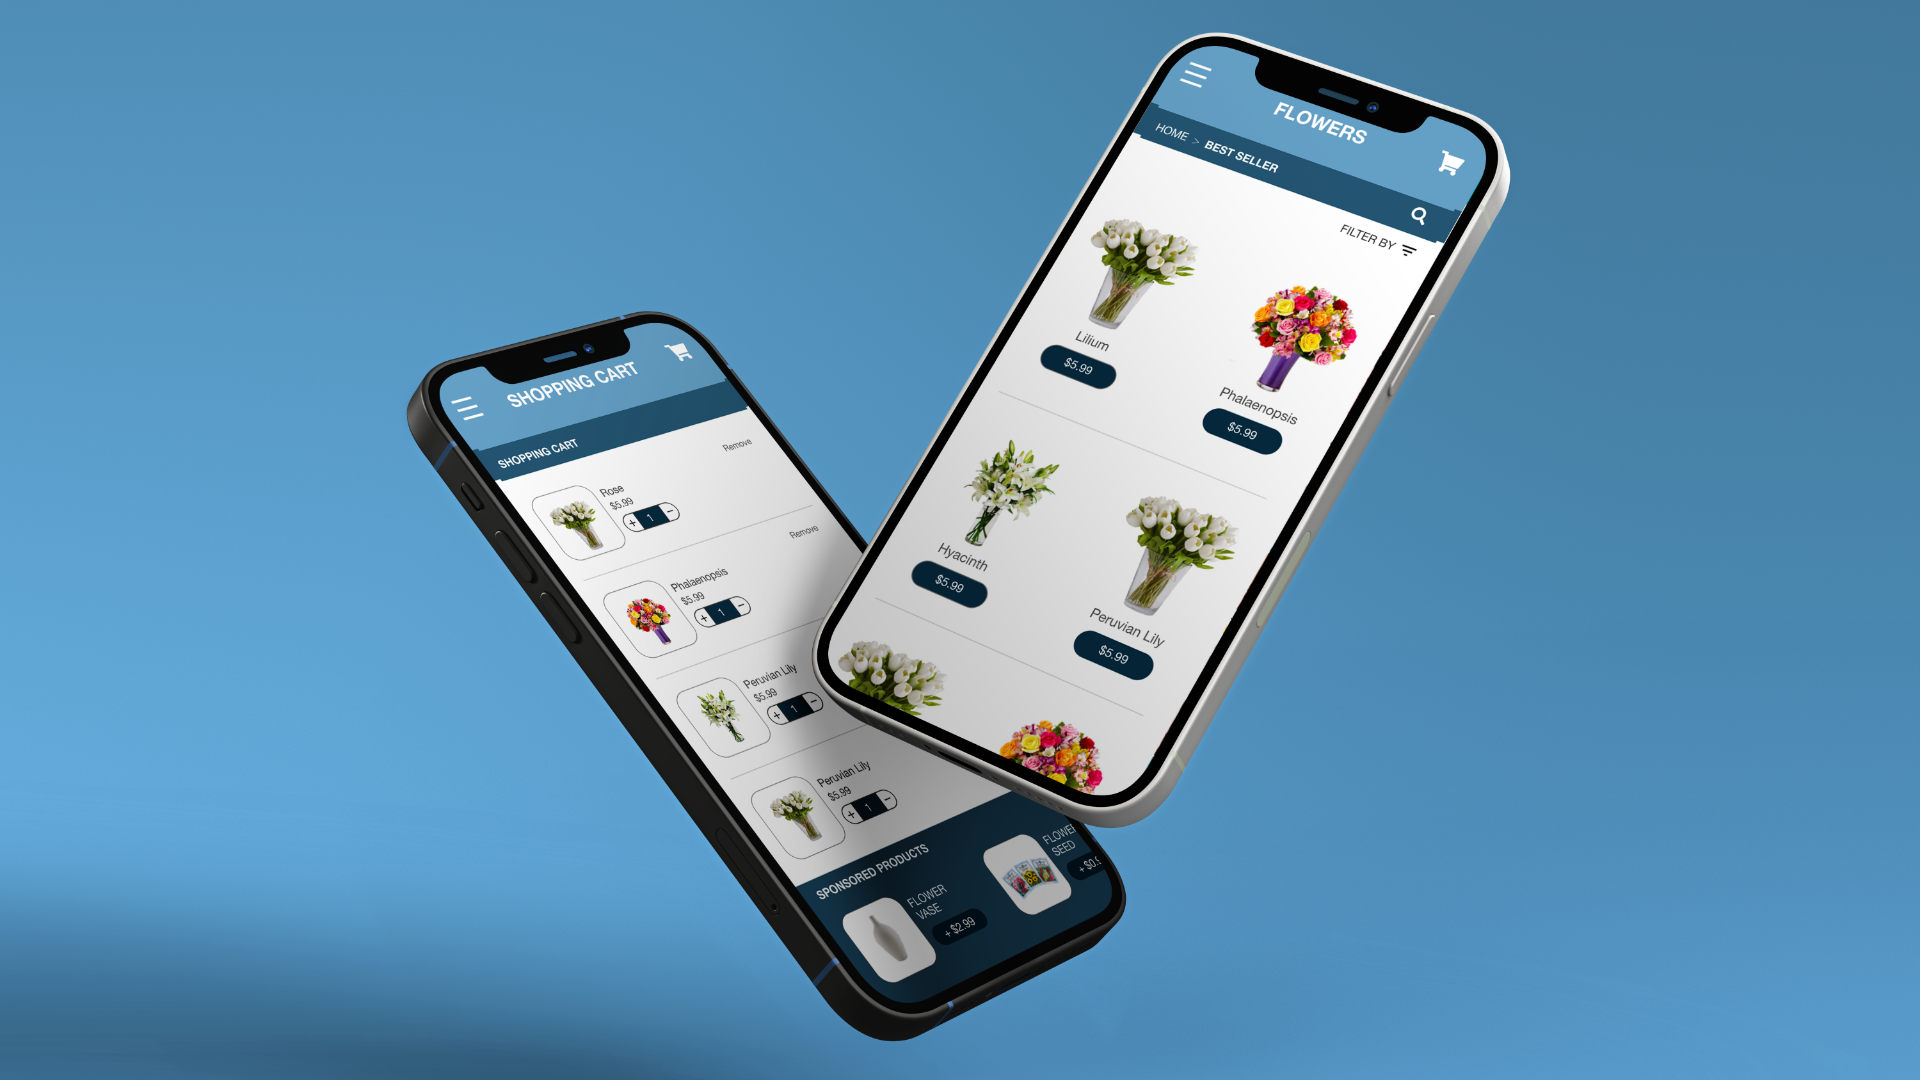 SHOPPING CART
SHOPPING CART
Remove
Rose
$5.99
+ 1 −
Remove
Phalaenopsis
$5.99
+ 1 −
Peruvian Lily
$5.99
+ 1 −
Peruvian Lily
$5.99
+ 1 −
SPONSORED PRODUCTS
FLOWER
VASE
+ $2.99
FLOWER
SEED
FLOWERS
HOME > BEST SELLER
FILTER BY
Lilium
$5.99
Phalaenopsis
$5.99
Hyacinth
$5.99
Peruvian Lily
$5.99